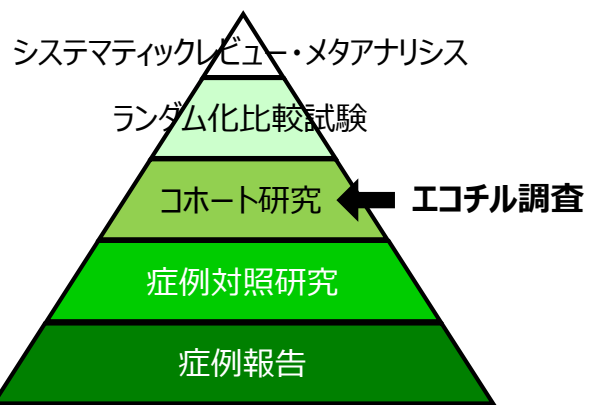 システマティックレビュー・メタアナリシス
ランダム化比較試験
コホート研究
エコチル調査
症例対照研究
症例報告